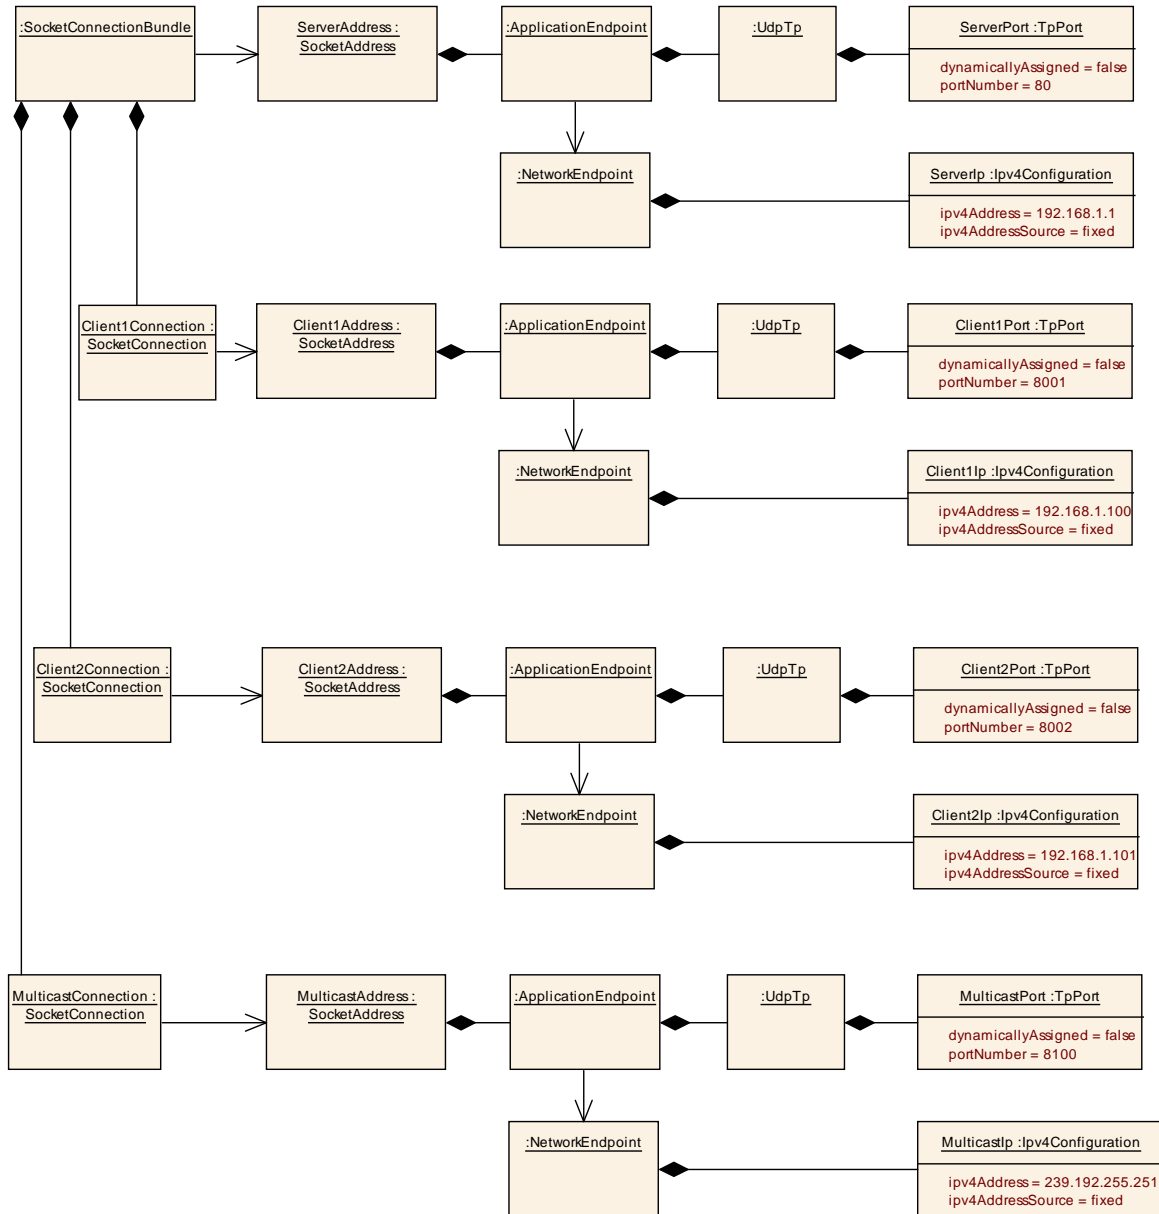 :SocketConnectionBundle
ServerAddress :
SocketAddress
:ApplicationEndpoint
:UdpTp
ServerPort :TpPort
dynamicallyAssigned = false
portNumber = 80
:NetworkEndpoint
ServerIp :Ipv4Configuration
ipv4Address = 192.168.1.1
ipv4AddressSource = fixed
Client1Connection :
SocketConnection
Client1Address :
SocketAddress
:ApplicationEndpoint
:UdpTp
Client1Port :TpPort
dynamicallyAssigned = false
portNumber = 8001
:NetworkEndpoint
Client1Ip :Ipv4Configuration
ipv4Address = 192.168.1.100
ipv4AddressSource = fixed
Client2Connection :
SocketConnection
Client2Address :
SocketAddress
:ApplicationEndpoint
:UdpTp
Client2Port :TpPort
dynamicallyAssigned = false
portNumber = 8002
:NetworkEndpoint
Client2Ip :Ipv4Configuration
ipv4Address = 192.168.1.101
ipv4AddressSource = fixed
MulticastConnection :
SocketConnection
MulticastAddress :
SocketAddress
:ApplicationEndpoint
:UdpTp
MulticastPort :TpPort
dynamicallyAssigned = false
portNumber = 8100
:NetworkEndpoint
MulticastIp :Ipv4Configuration
ipv4Address = 239.192.255.251
ipv4AddressSource = fixed